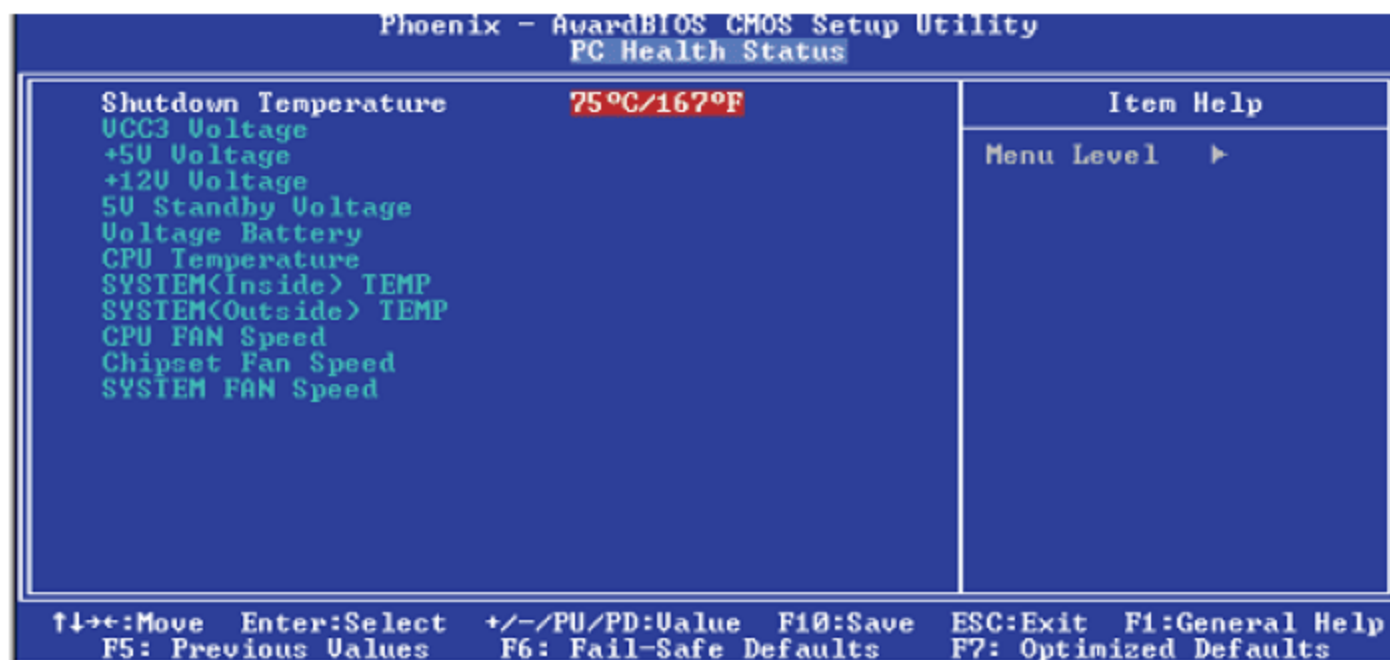 Phoenix - AwardBIOS CMOS Setup Utility
PC Health Status
Shutdown Temperature 75ºC/167ºF
VCC3 Voltage
+5V Voltage
+12V Voltage
5V Standby Voltage
Voltage Battery
CPU Temperature
SYSTEM(Inside) TEMP
SYSTEM(Outside) TEMP
CPU FAN Speed
Chipset Fan Speed
SYSTEM FAN Speed
Item Help
Menu Level ►
↑↓→←:Move Enter:Select +/-/PU/PD:Value F10:Save ESC:Exit F1:General Help
F5: Previous Values F6: Fail-Safe Defaults F7: Optimized Defaults